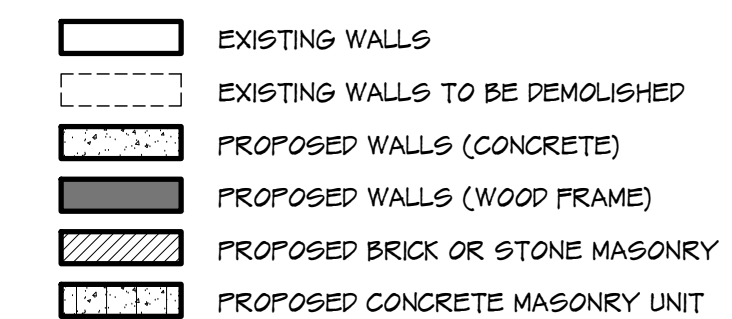 EXISTING WALLS
EXISTING WALLS TO BE DEMOLISHED
PROPOSED WALLS (CONCRETE)
PROPOSED WALLS (WOOD FRAME)
PROPOSED BRICK OR STONE MASONRY
PROPOSED CONCRETE MASONRY UNIT